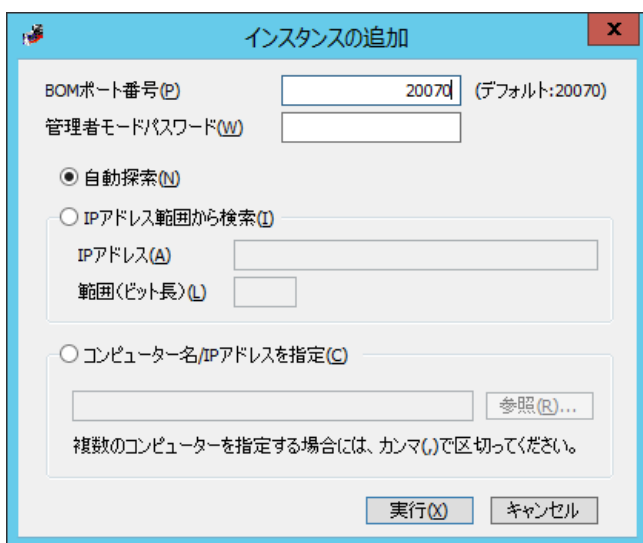 インスタンスの追加
x
BOMポート番号(P) 20070 (デフォルト:20070)
管理者モードパスワード(W)
自動探索(N)
IPアドレス範囲から検索(I)
IPアドレス(A)
範囲(ビット長)(L)
コンピューター名/IPアドレスを指定(C)
参照(R)...
複数のコンピューターを指定する場合には、カンマ(,)で区切ってください。
実行(X) キャンセル